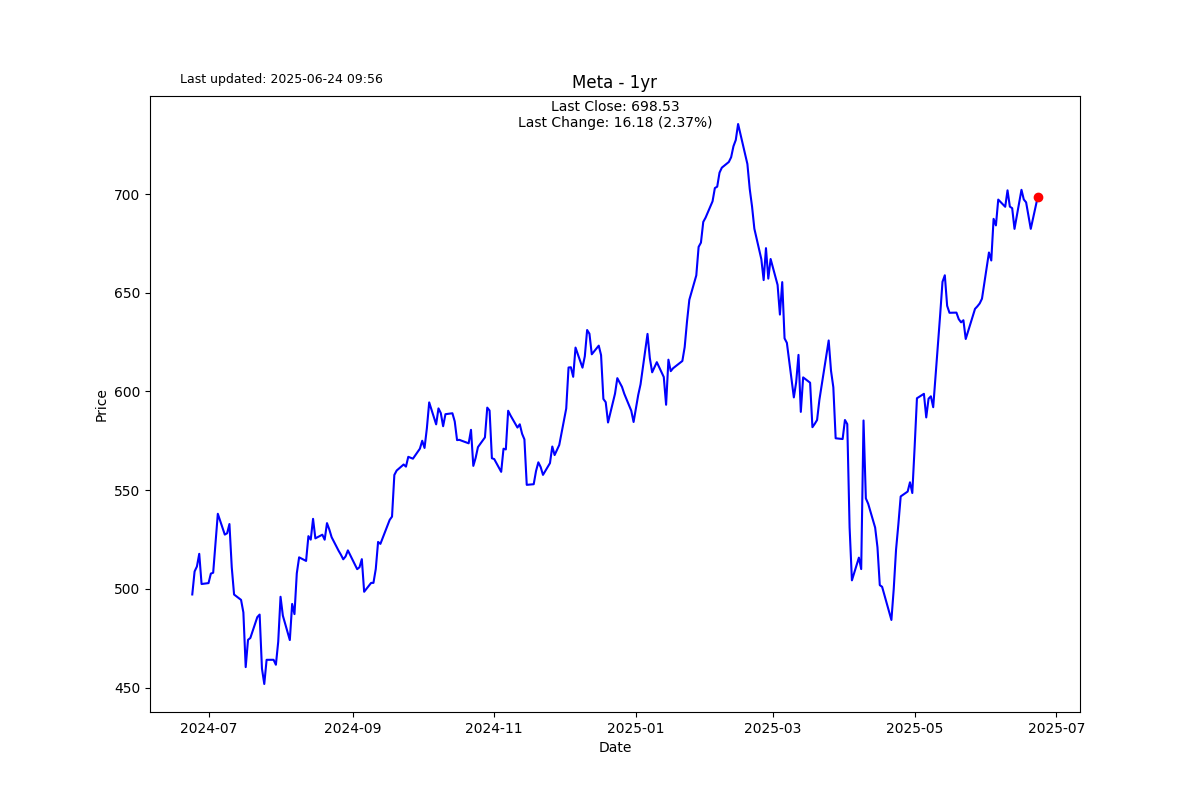 Last updated: 2025-06-24 09:56
Meta - 1yr
Last Close: 698.53
Last Change: 16.18 (2.37%)
700
650
600
550
500
450
Price
2024-07
2024-09
2024-11
2025-01
2025-03
2025-05
2025-07
Date